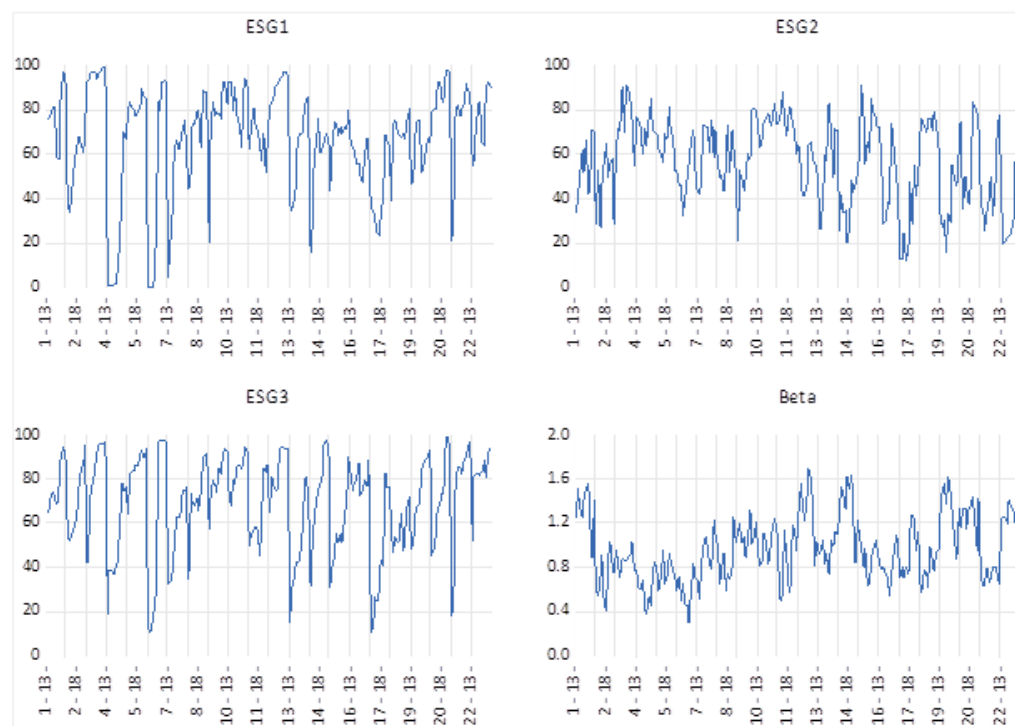 ESG1
100
80
60
40
20
0
1 - 13
2 - 18
4 - 13
5 - 18
7 - 13
8 - 18
10 - 13
11 - 18
13 - 13
14 - 18
16 - 13
17 - 18
19 - 13
20 - 18
22 - 13
ESG2
100
80
60
40
20
0
1 - 13
2 - 18
4 - 13
5 - 18
7 - 13
8 - 18
10 - 13
11 - 18
13 - 13
14 - 18
16 - 13
17 - 18
19 - 13
20 - 18
22 - 13
ESG3
100
80
60
40
20
0
1 - 13
2 - 18
4 - 13
5 - 18
7 - 13
8 - 18
10 - 13
11 - 18
13 - 13
14 - 18
16 - 13
17 - 18
19 - 13
20 - 18
22 - 13
Beta
2.0
1.6
1.2
0.8
0.4
0.0
1 - 13
2 - 18
4 - 13
5 - 18
7 - 13
8 - 18
10 - 13
11 - 18
13 - 13
14 - 18
16 - 13
17 - 18
19 - 13
20 - 18
22 - 13